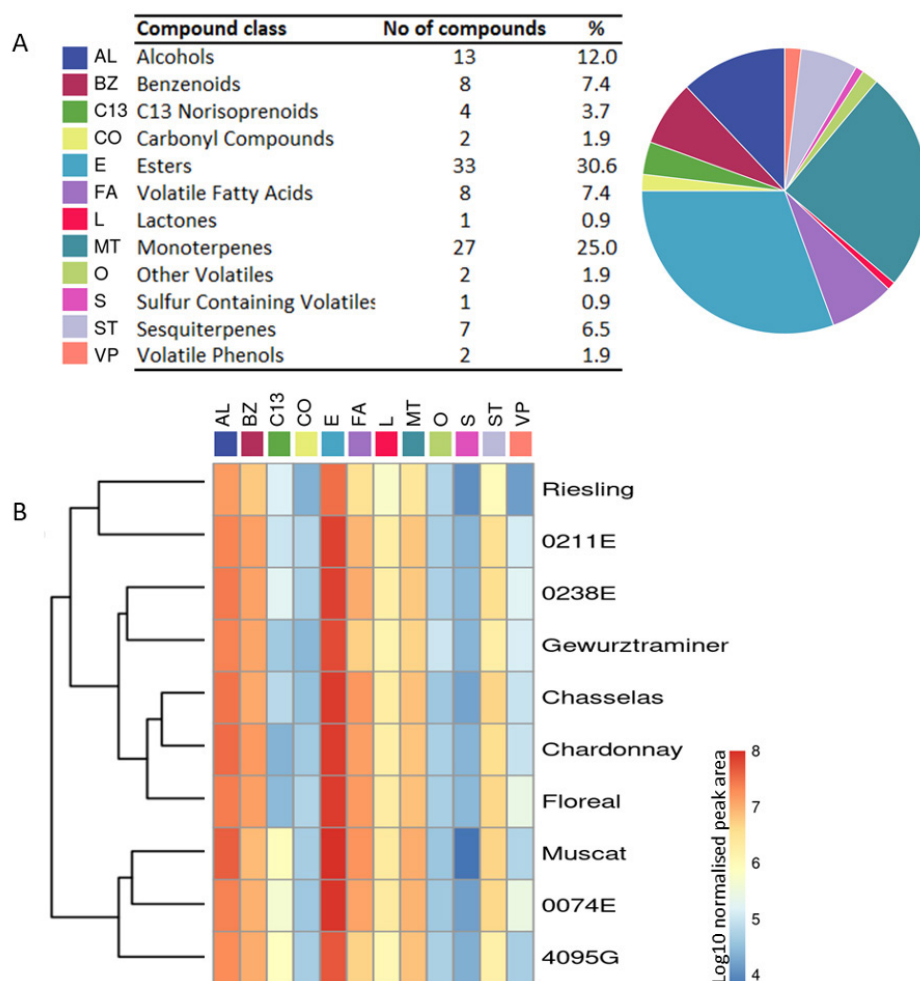 A
Compound class No of compounds %
AL Alcohols 13 12.0
BZ Benzenoids 8 7.4
C13 C13 Norisoprenoids 4 3.7
CO Carbonyl Compounds 2 1.9
E Esters 33 30.6
FA Volatile Fatty Acids 8 7.4
L Lactones 1 0.9
MT Monoterpenes 27 25.0
O Other Volatiles 2 1.9
S Sulfur Containing Volatiles 1 0.9
ST Sesquiterpenes 7 6.5
VP Volatile Phenols 2 1.9
B
AL BZ C13 CO E FA L MT O S ST VP
Riesling
0211E
0238E
Gewurztraminer
Chasselas
Chardonnay
Floreal
Muscat
0074E
4095G
Log10 normalised peak area
8
7
6
5
4